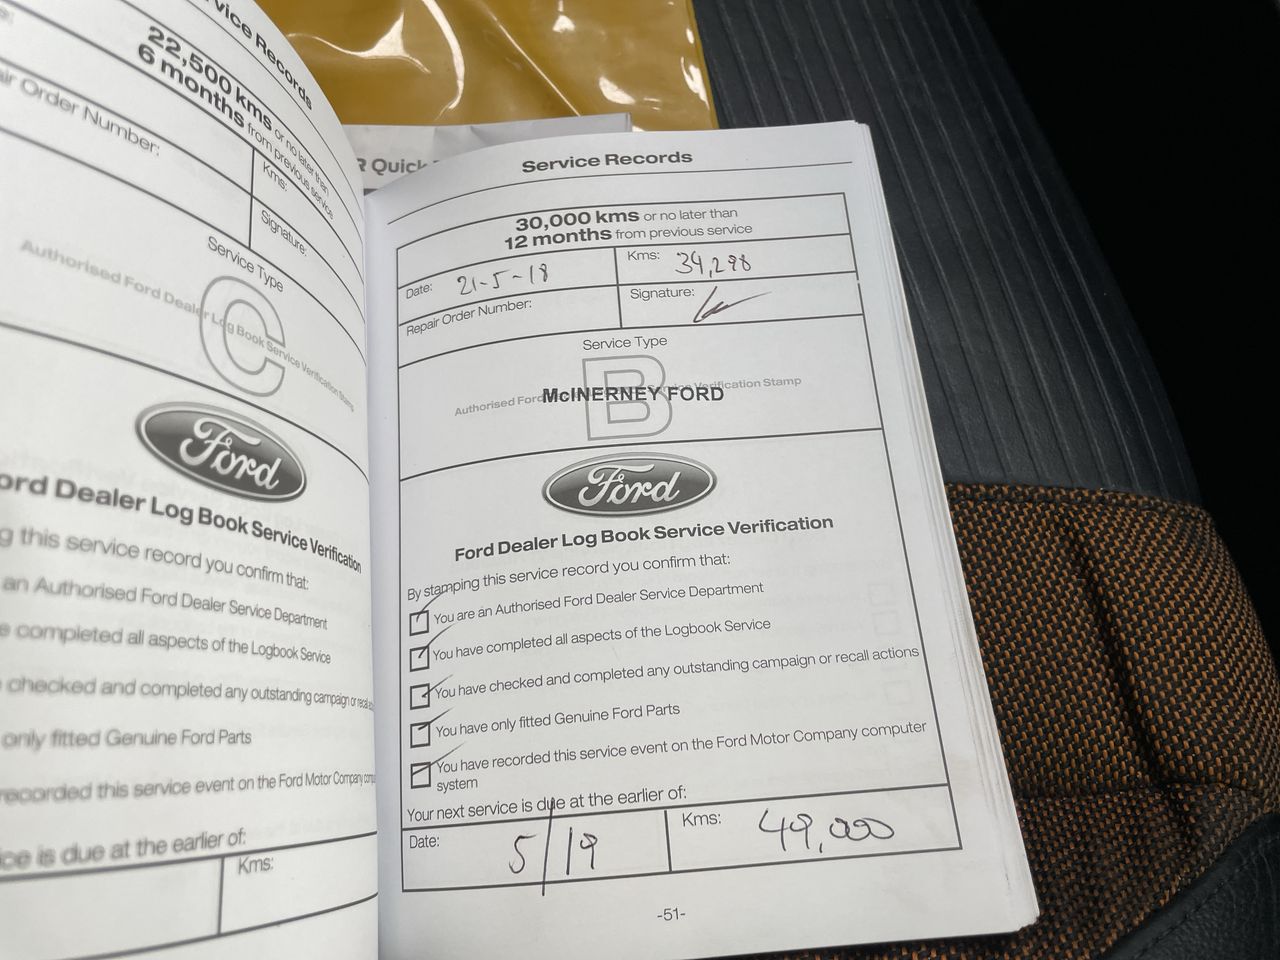 Service Records
22,500 kms or no later than
6 months from previous service
Order Number:
Kms:
Signature:
Service Type
C
Authorised Ford Dealer Log Book Service Verification Stamp
Ford
Ford Dealer Log Book Service Verification
this service record you confirm that:
an Authorised Ford Dealer Service Department
completed all aspects of the Logbook Service
checked and completed any outstanding campaign or recall
only fitted Genuine Ford Parts
recorded this service event on the Ford Motor Company
is due at the earlier of:
Kms:
R Quick
Service Records
30,000 kms or no later than
12 months from previous service
Date: 21-5-18
Kms: 34,298
Repair Order Number:
Signature:
Service Type
B
Authorised Ford Service Verification Stamp
McINERNEY FORD
Ford
Ford Dealer Log Book Service Verification
By stamping this service record you confirm that:
You are an Authorised Ford Dealer Service Department
You have completed all aspects of the Logbook Service
You have checked and completed any outstanding campaign or recall actions
You have only fitted Genuine Ford Parts
You have recorded this service event on the Ford Motor Company computer
system
Your next service is due at the earlier of:
Date: 5/19
Kms: 49,000
-51-